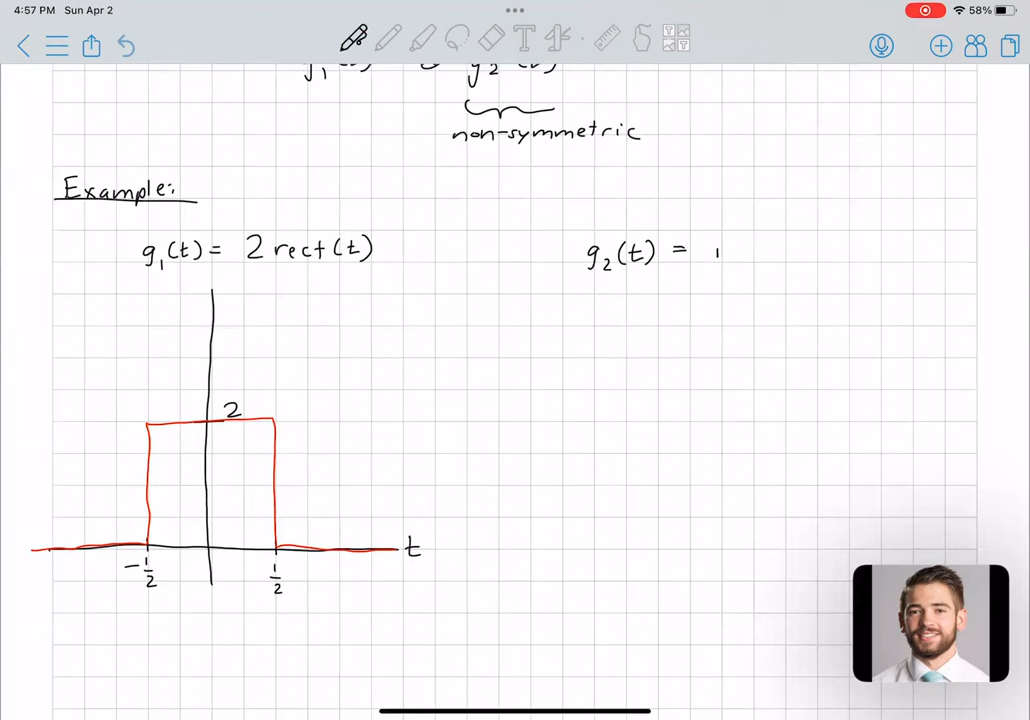 4:57 PM Sun Apr 2
58%
T
T
T
non-symmetric
Example:
g₁(t) = 2 rect(t)
g₂(t) =
2
t
-1/2
1/2